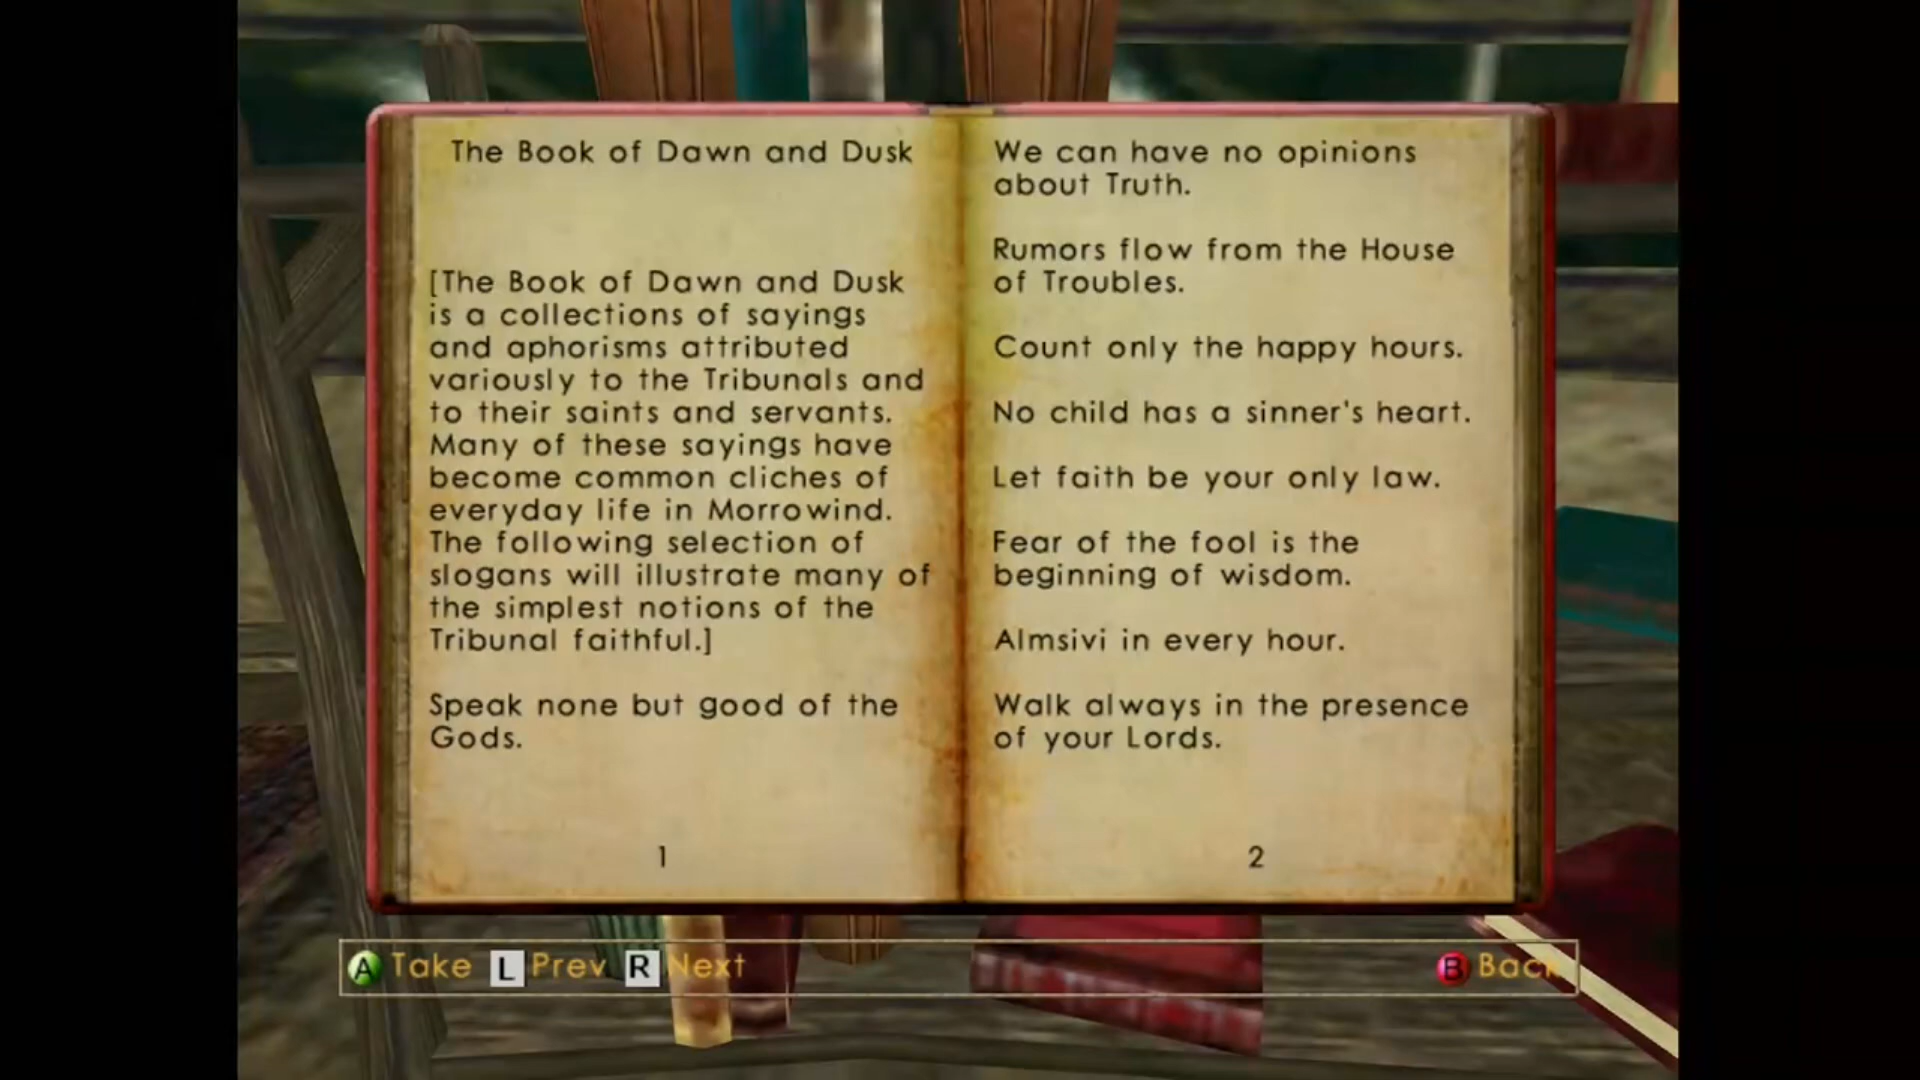 The Book of Dawn and Dusk
[The Book of Dawn and Dusk
is a collections of sayings
and aphorisms attributed
variously to the Tribunals and
to their saints and servants.
Many of these sayings have
become common cliches of
everyday life in Morrowind.
The following selection of
slogans will illustrate many of
the simplest notions of the
Tribunal faithful.]
Speak none but good of the
Gods.
1
We can have no opinions
about Truth.
Rumors flow from the House
of Troubles.
Count only the happy hours.
No child has a sinner's heart.
Let faith be your only law.
Fear of the fool is the
beginning of wisdom.
Almsivi in every hour.
Walk always in the presence
of your Lords.
2
A Take L Prev R Next B Back